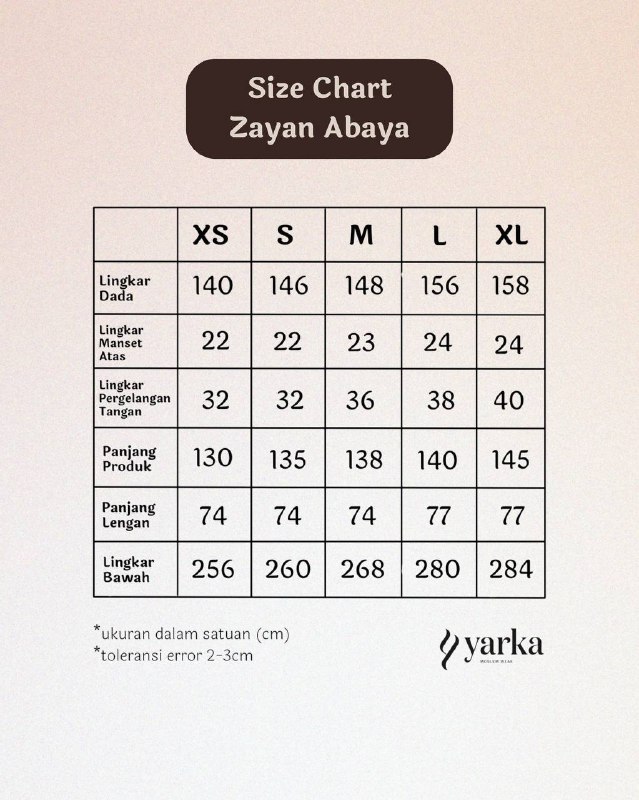 Size Chart
Zayan Abaya
XS S M L XL
Lingkar
Dada
140 146 148 156 158
Lingkar
Manset
Atas
22 22 23 24 24
Lingkar
Pergelangan
Tangan
32 32 36 38 40
Panjang
Produk
130 135 138 140 145
Panjang
Lengan
74 74 74 77 77
Lingkar
Bawah
256 260 268 280 284
*ukuran dalam satuan (cm)
*toleransi error 2-3cm
yarka
MOSLEM WEAR